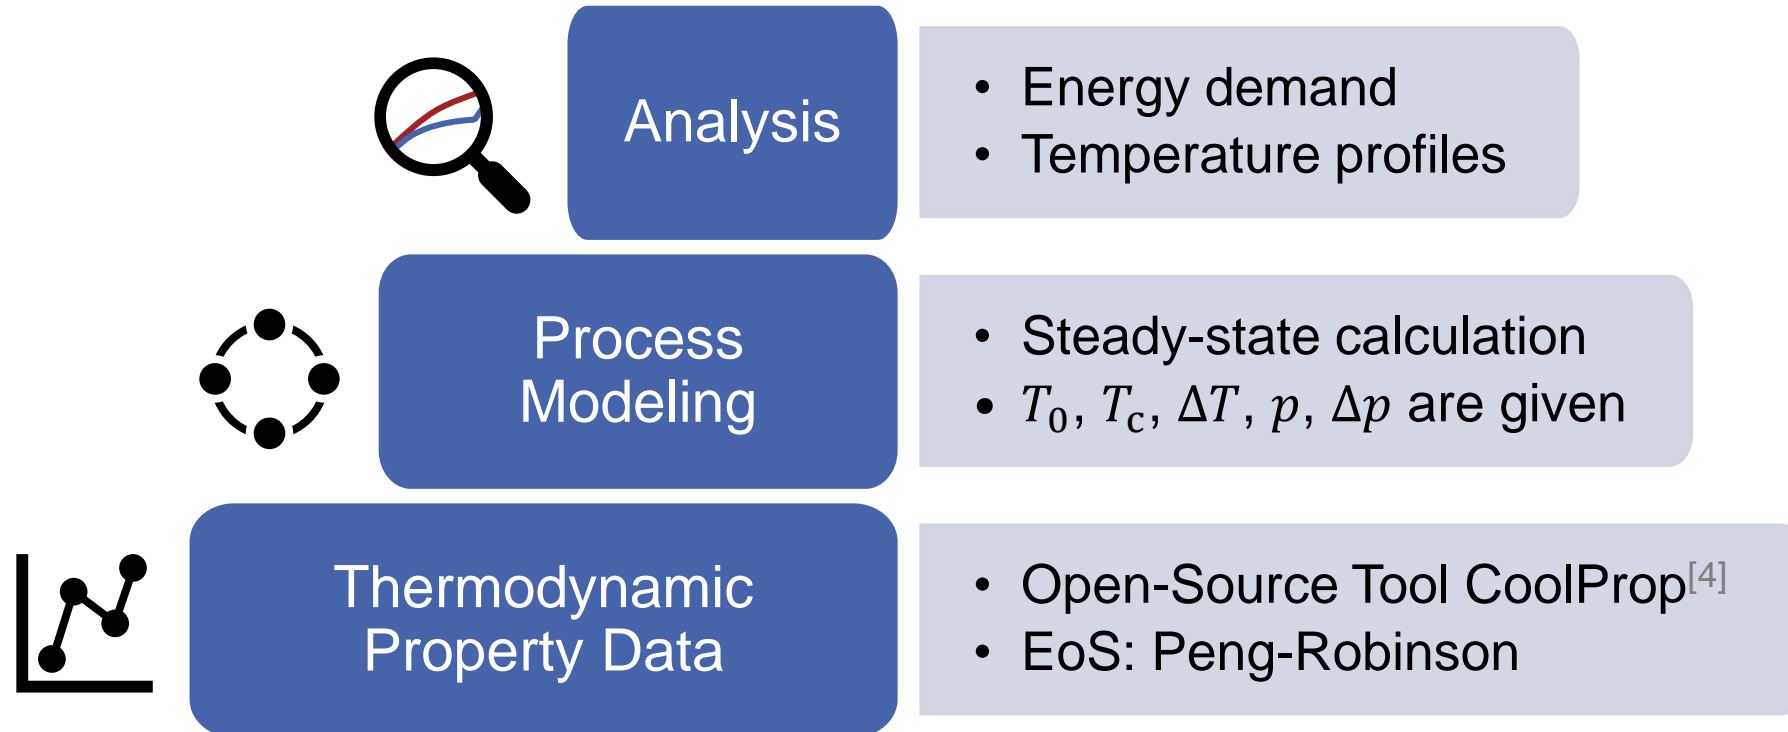 Analysis
• Energy demand
• Temperature profiles
Process
Modeling
• Steady-state calculation
• T₀, T_c, ΔT, p, Δp are given
Thermodynamic
Property Data
• Open-Source Tool CoolProp[4]
• EoS: Peng-Robinson